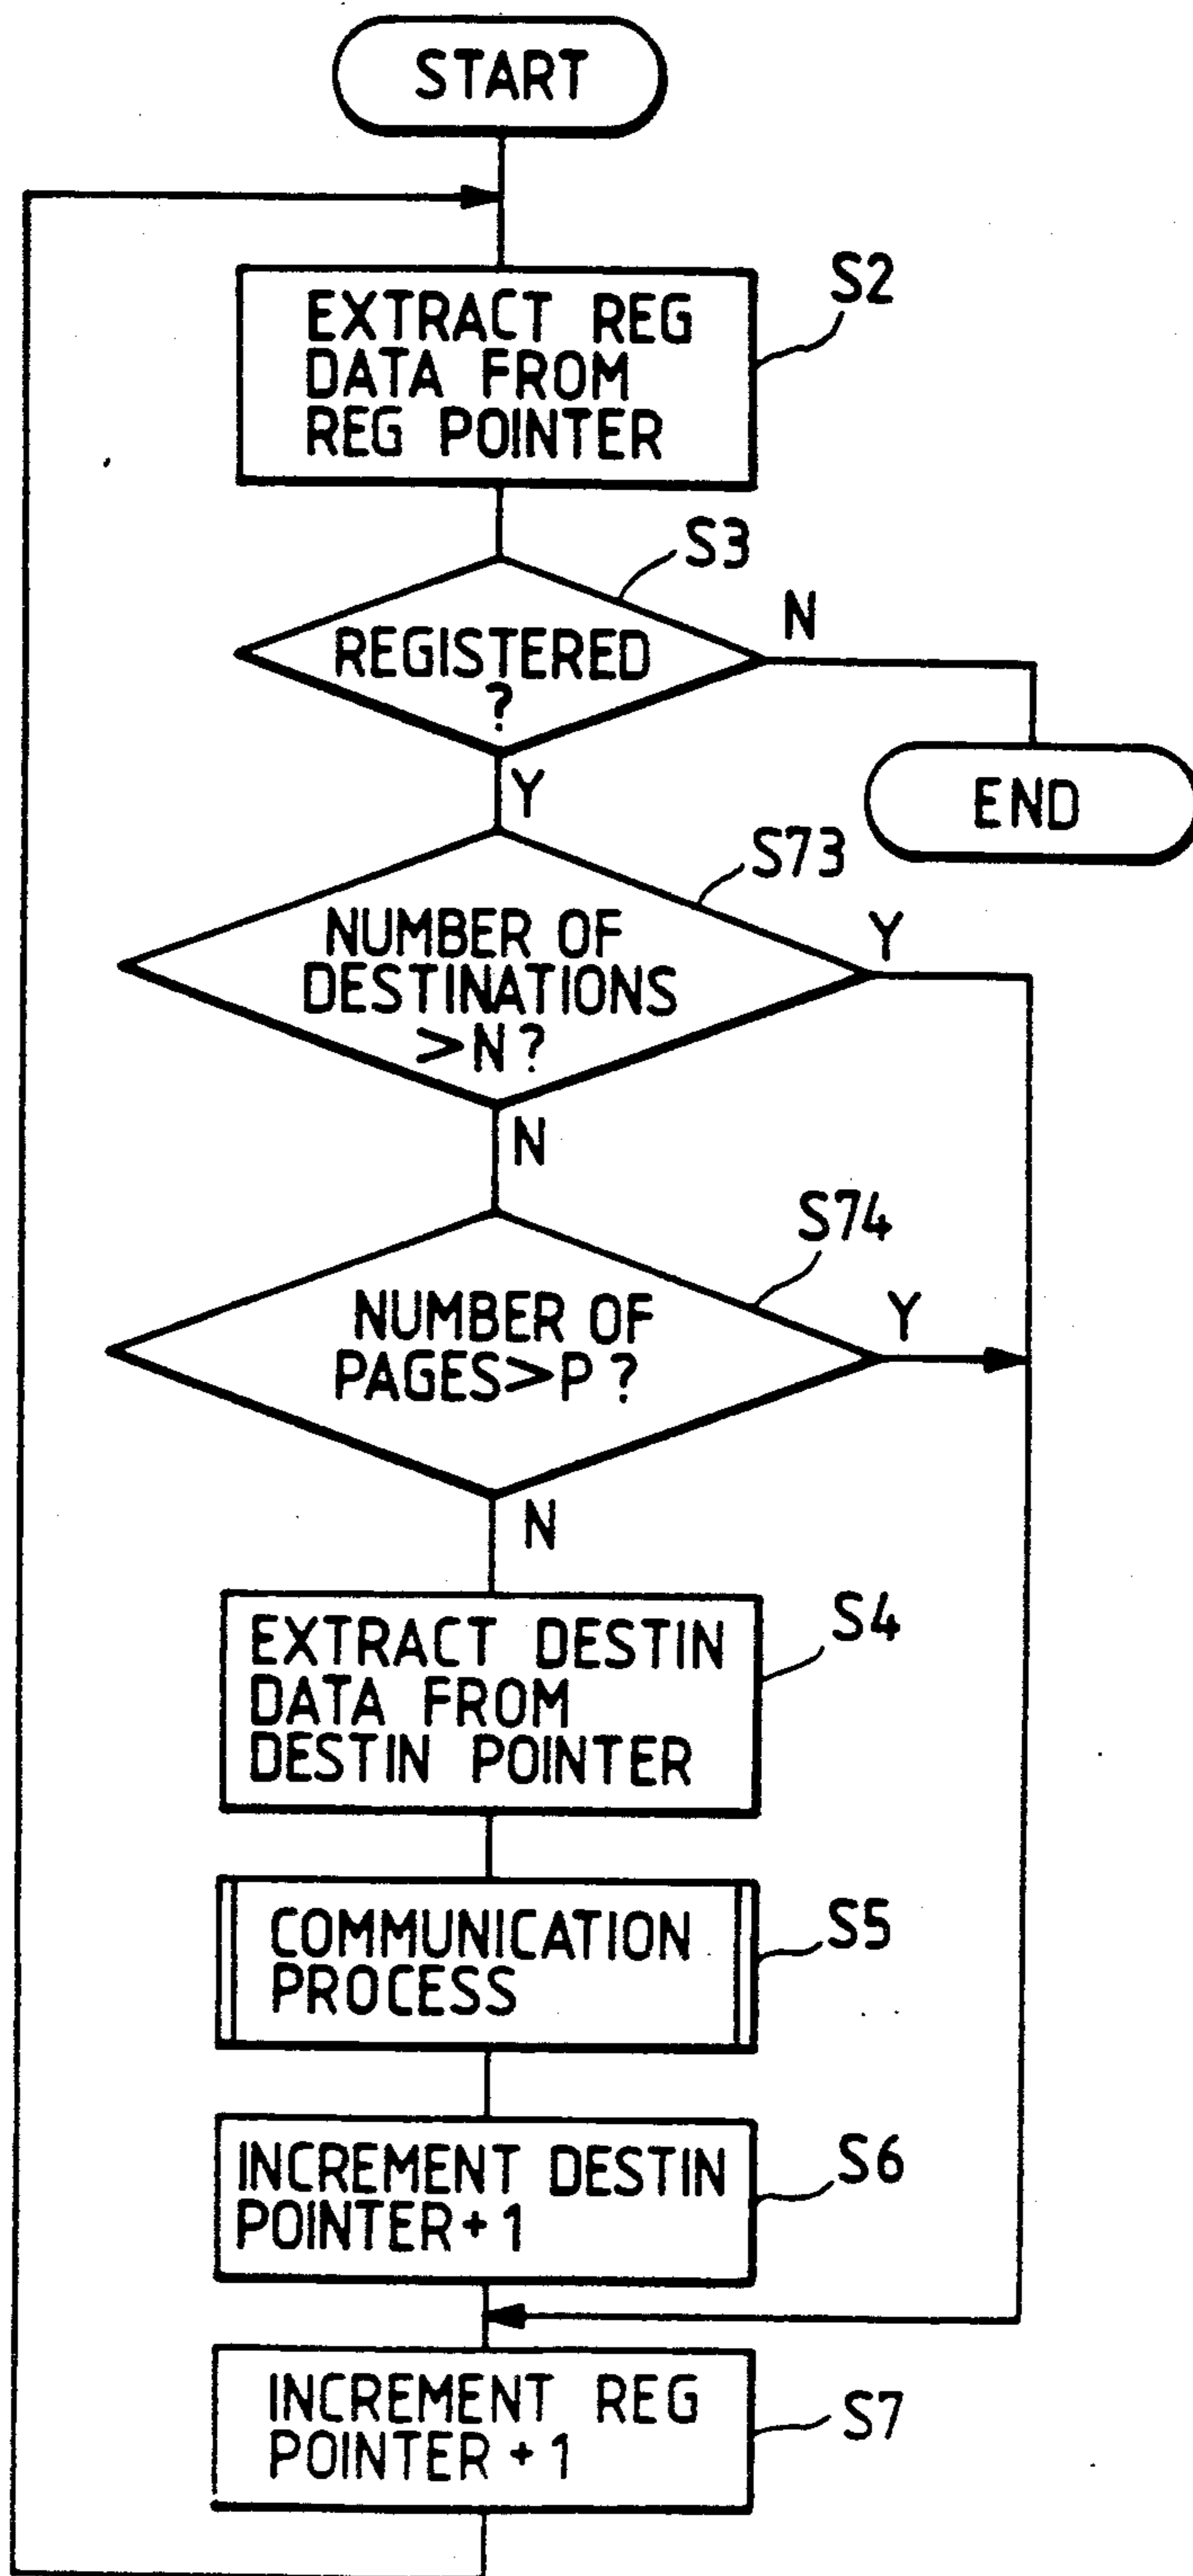 START
S2
EXTRACT REG
DATA FROM
REG POINTER
S3
REGISTERED
?
N
Y
END
S73
NUMBER OF
DESTINATIONS
>N?
Y
N
S74
NUMBER OF
PAGES>P?
Y
N
S4
EXTRACT DESTIN
DATA FROM
DESTIN POINTER
S5
COMMUNICATION
PROCESS
S6
INCREMENT DESTIN
POINTER+1
S7
INCREMENT REG
POINTER+1